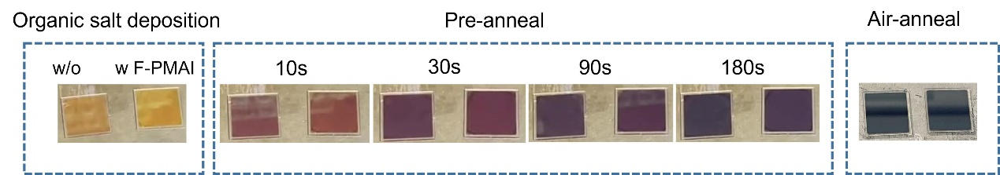 Organic salt deposition
Pre-anneal
Air-anneal
w/o
w F-PMAI
10s
30s
90s
180s